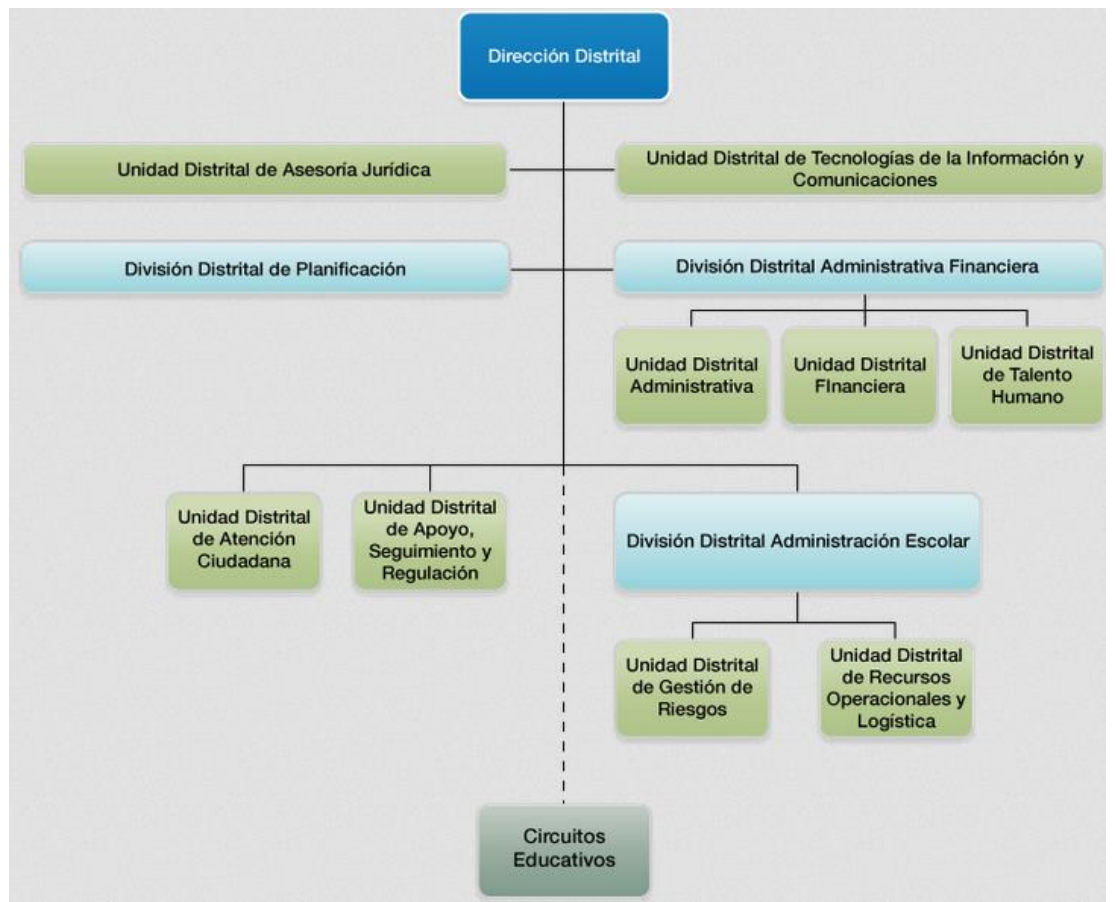 Dirección Distrital
Unidad Distrital de Asesoría Jurídica
Unidad Distrital de Tecnologías de la Información y
Comunicaciones
División Distrital de Planificación
División Distrital Administrativa Financiera
Unidad Distrital
Administrativa
Unidad Distrital
FInanciera
Unidad Distrital
de Talento
Humano
Unidad Distrital
de Atención
Ciudadana
Unidad Distrital
de Apoyo,
Seguimiento y
Regulación
División Distrital Administración Escolar
Unidad Distrital
de Gestión de
Riesgos
Unidad Distrital
de Recursos
Operacionales y
Logística
Circuitos
Educativos